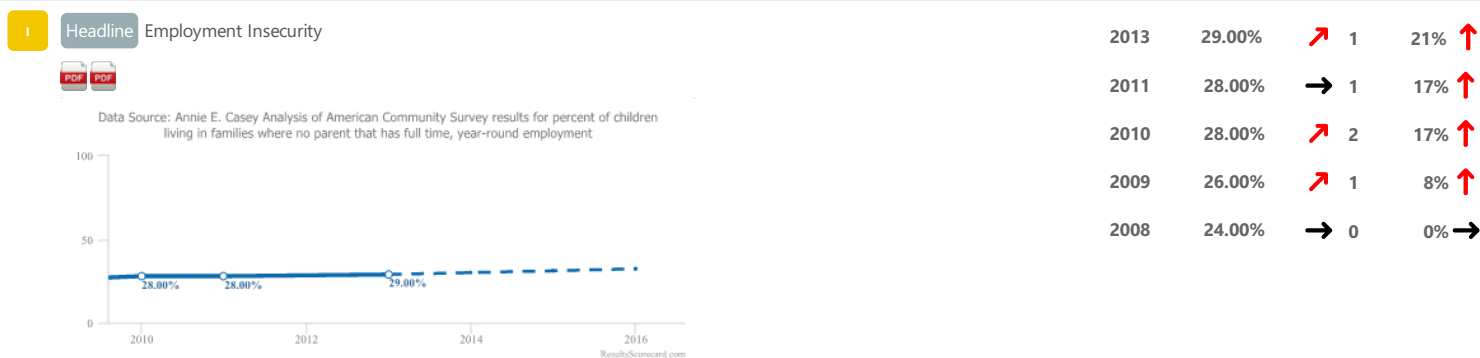 I Headline Employment Insecurity
PDF PDF
Data Source: Annie E. Casey Analysis of American Community Survey results for percent of children
living in families where no parent that has full time, year-round employment
100
50
0
28.00% 28.00% 29.00%
2010 2012 2014 2016
ResultsScorecard.com
2013 29.00% ↗ 1 21% ↑
2011 28.00% → 1 17% ↑
2010 28.00% ↗ 2 17% ↑
2009 26.00% ↗ 1 8% ↑
2008 24.00% → 0 0% →